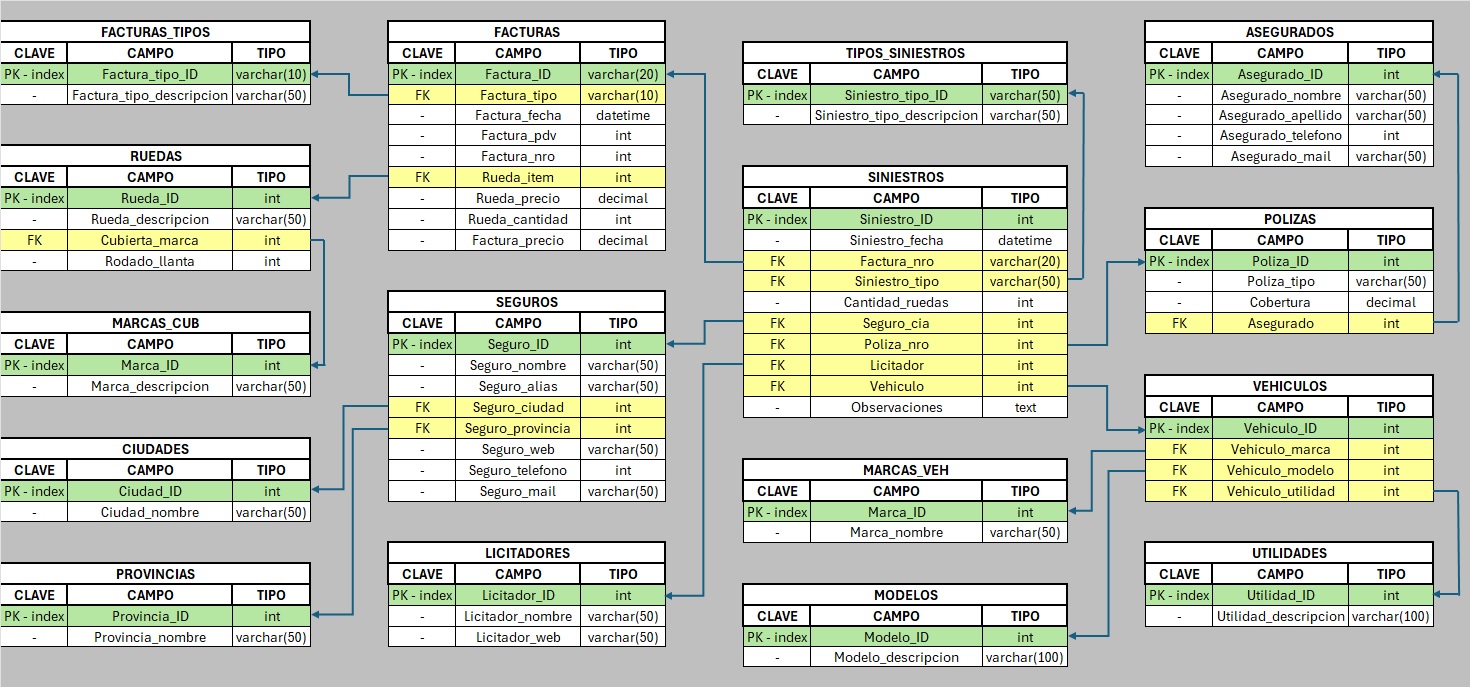 FACTURAS_TIPOS
CLAVE CAMPO TIPO
PK - index Factura_tipo_ID varchar(10)
- Factura_tipo_descripcion varchar(50)
RUEDAS
CLAVE CAMPO TIPO
PK - index Rueda_ID int
- Rueda_descripcion varchar(50)
FK Cubierta_marca int
- Rodado_llanta int
MARCAS_CUB
CLAVE CAMPO TIPO
PK - index Marca_ID int
- Marca_descripcion varchar(50)
CIUDADES
CLAVE CAMPO TIPO
PK - index Ciudad_ID int
- Ciudad_nombre varchar(50)
PROVINCIAS
CLAVE CAMPO TIPO
PK - index Provincia_ID int
- Provincia_nombre varchar(50)
FACTURAS
CLAVE CAMPO TIPO
PK - index Factura_ID varchar(20)
FK Factura_tipo varchar(10)
- Factura_fecha datetime
- Factura_pdv int
- Factura_nro int
FK Rueda_item int
- Rueda_precio decimal
- Rueda_cantidad int
- Factura_precio decimal
SEGUROS
CLAVE CAMPO TIPO
PK - index Seguro_ID int
- Seguro_nombre varchar(50)
- Seguro_alias varchar(50)
FK Seguro_ciudad int
FK Seguro_provincia int
- Seguro_web varchar(50)
- Seguro_telefono int
- Seguro_mail varchar(50)
LICITADORES
CLAVE CAMPO TIPO
PK - index Licitador_ID int
- Licitador_nombre varchar(50)
- Licitador_web varchar(50)
TIPOS_SINIESTROS
CLAVE CAMPO TIPO
PK - index Siniestro_tipo_ID varchar(50)
- Siniestro_tipo_descripcion varchar(50)
SINIESTROS
CLAVE CAMPO TIPO
PK - index Siniestro_ID int
- Siniestro_fecha datetime
FK Factura_nro varchar(20)
FK Siniestro_tipo varchar(50)
- Cantidad_ruedas int
FK Seguro_cia int
FK Poliza_nro int
FK Licitador int
FK Vehiculo int
- Observaciones text
MARCAS_VEH
CLAVE CAMPO TIPO
PK - index Marca_ID int
- Marca_nombre varchar(50)
MODELOS
CLAVE CAMPO TIPO
PK - index Modelo_ID int
- Modelo_descripcion varchar(100)
ASEGURADOS
CLAVE CAMPO TIPO
PK - index Asegurado_ID int
- Asegurado_nombre varchar(50)
- Asegurado_apellido varchar(50)
- Asegurado_telefono int
- Asegurado_mail varchar(50)
POLIZAS
CLAVE CAMPO TIPO
PK - index Poliza_ID int
- Poliza_tipo varchar(50)
- Cobertura decimal
FK Asegurado int
VEHICULOS
CLAVE CAMPO TIPO
PK - index Vehiculo_ID int
FK Vehiculo_marca int
FK Vehiculo_modelo int
FK Vehiculo_utilidad int
UTILIDADES
CLAVE CAMPO TIPO
PK - index Utilidad_ID int
- Utilidad_descripcion varchar(100)